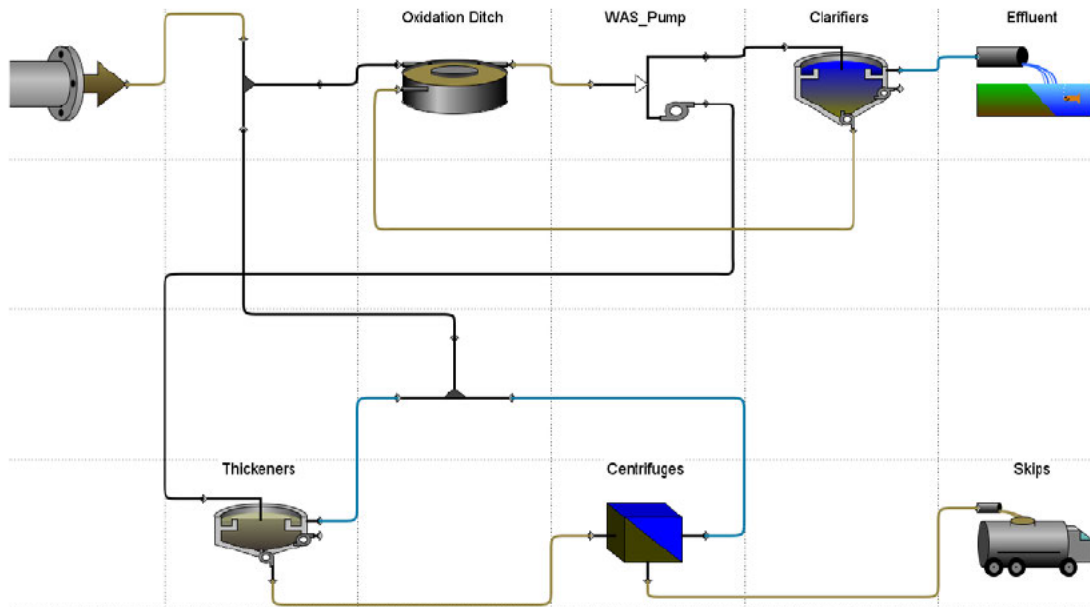 Oxidation Ditch
WAS_Pump
Clarifiers
Effluent
Thickeners
Centrifuges
Skips